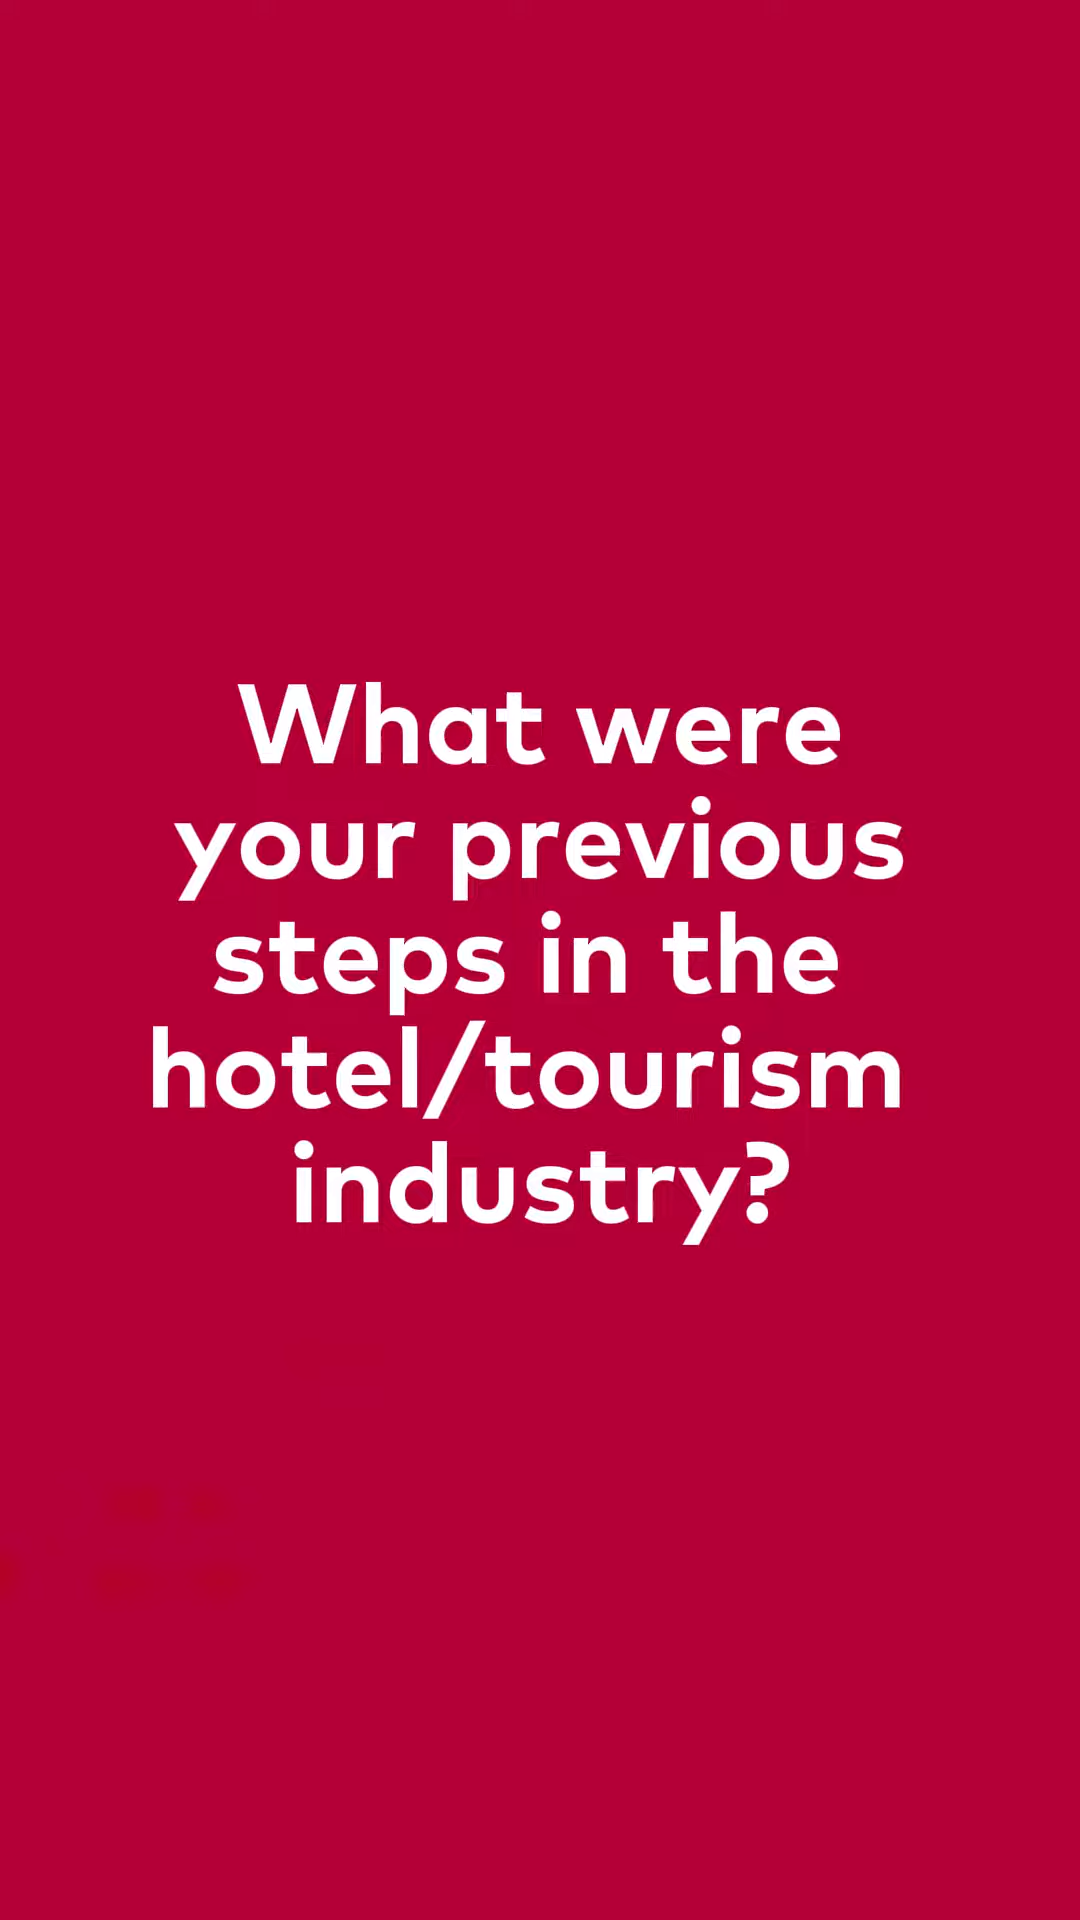 What were
your previous
steps in the
hotel/tourism
industry?